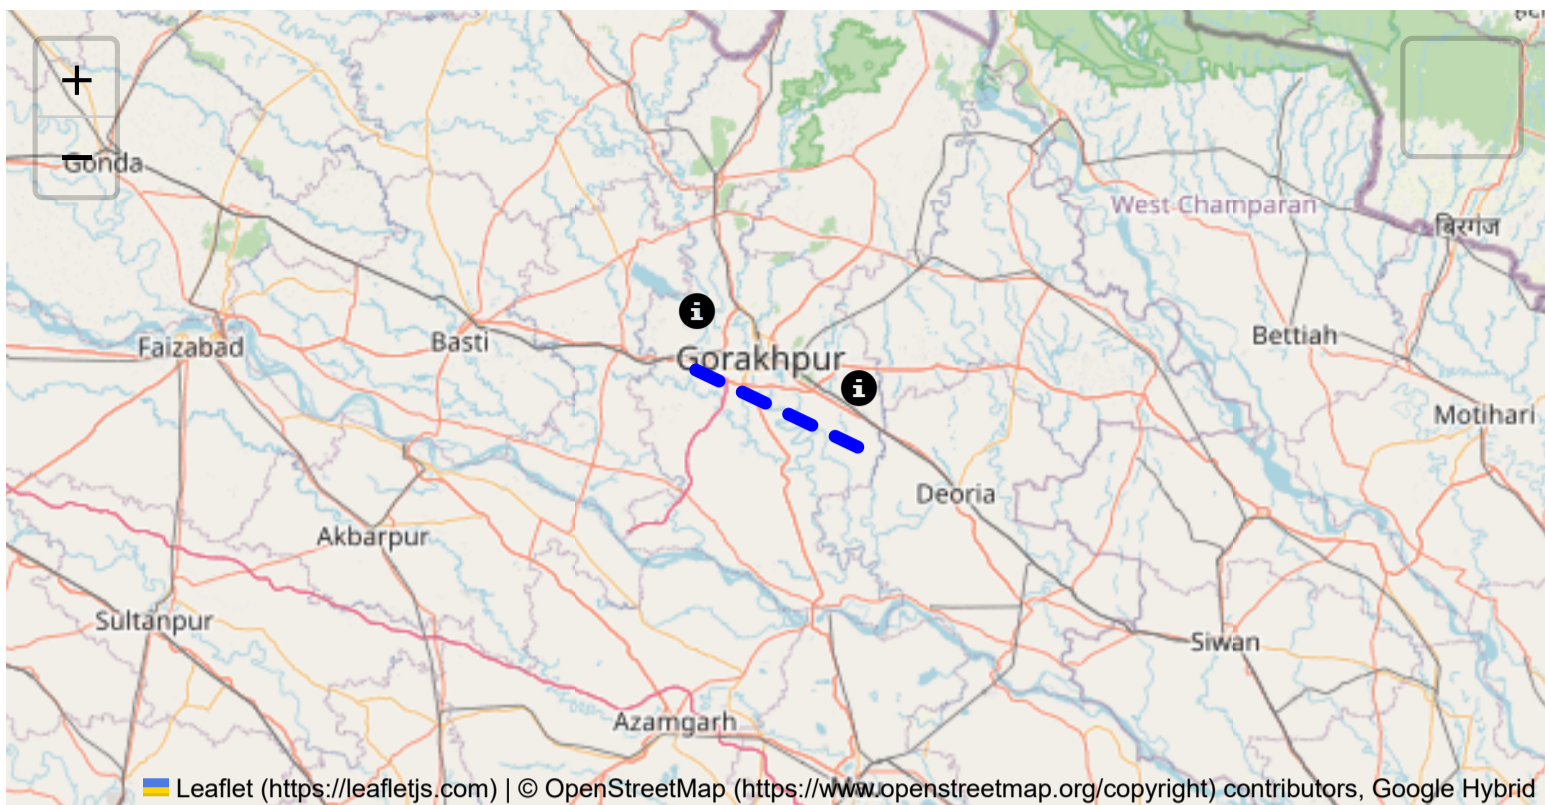 +
−
Gonda
West Champaran
बिरगंज
Faizabad
Basti
Gorakhpur
Bettiah
Motihari
Deoria
Akbarpur
Sultanpur
Siwan
Azamgarh
Leaflet (https://leafletjs.com) | © OpenStreetMap (https://www.openstreetmap.org/copyright) contributors, Google Hybrid